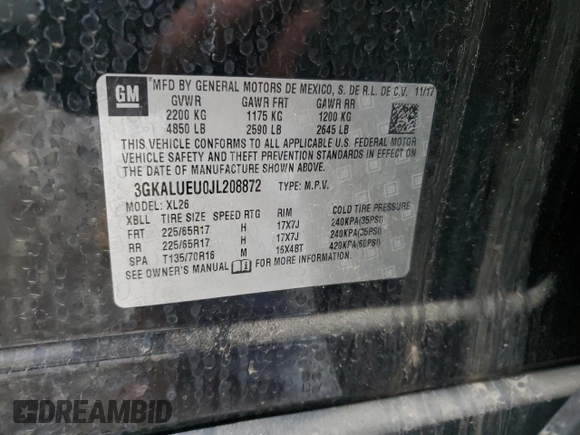 GM
*MFD BY GENERAL MOTORS DE MEXICO, S. DE R.L. DE C.V. 11/17
GVWR GAWR FRT GAWR RR
2200 KG 1175 KG 1200 KG
4850 LB 2590 LB 2645 LB
THIS VEHICLE CONFORMS TO ALL APPLICABLE U.S. FEDERAL MOTOR
VEHICLE SAFETY AND THEFT PREVENTION STANDARDS IN EFFECT ON
THE DATE OF MANUFACTURE SHOWN ABOVE.
3GKALUEU0JL208872 TYPE: M.P.V.
MODEL: XL26
XBLL TIRE SIZE SPEED RTG RIM COLD TIRE PRESSURE
FRT 225/65R17 H 17X7J 240KPA(35PSI)
RR 225/65R17 H 17X7J 240KPA(35PSI)
SPA T135/70R16 M 16X4BT 420KPA(60PSI)
SEE OWNER'S MANUAL FOR MORE INFORMATION
DREAMBID